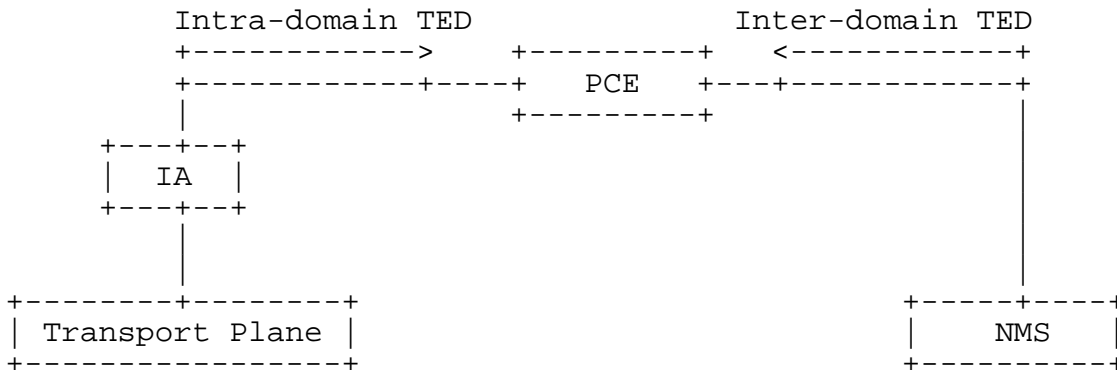 Intra-domain TED Inter-domain TED
+------------> +---------+ <------------+
+------------+----+ PCE +---+------------+
| +---------+ |
+---+--+ |
| IA | |
+---+--+ |
| |
| |
| |
+--------+--------+ +-----+----+
| Transport Plane | | NMS |
+-----------------+ +----------+